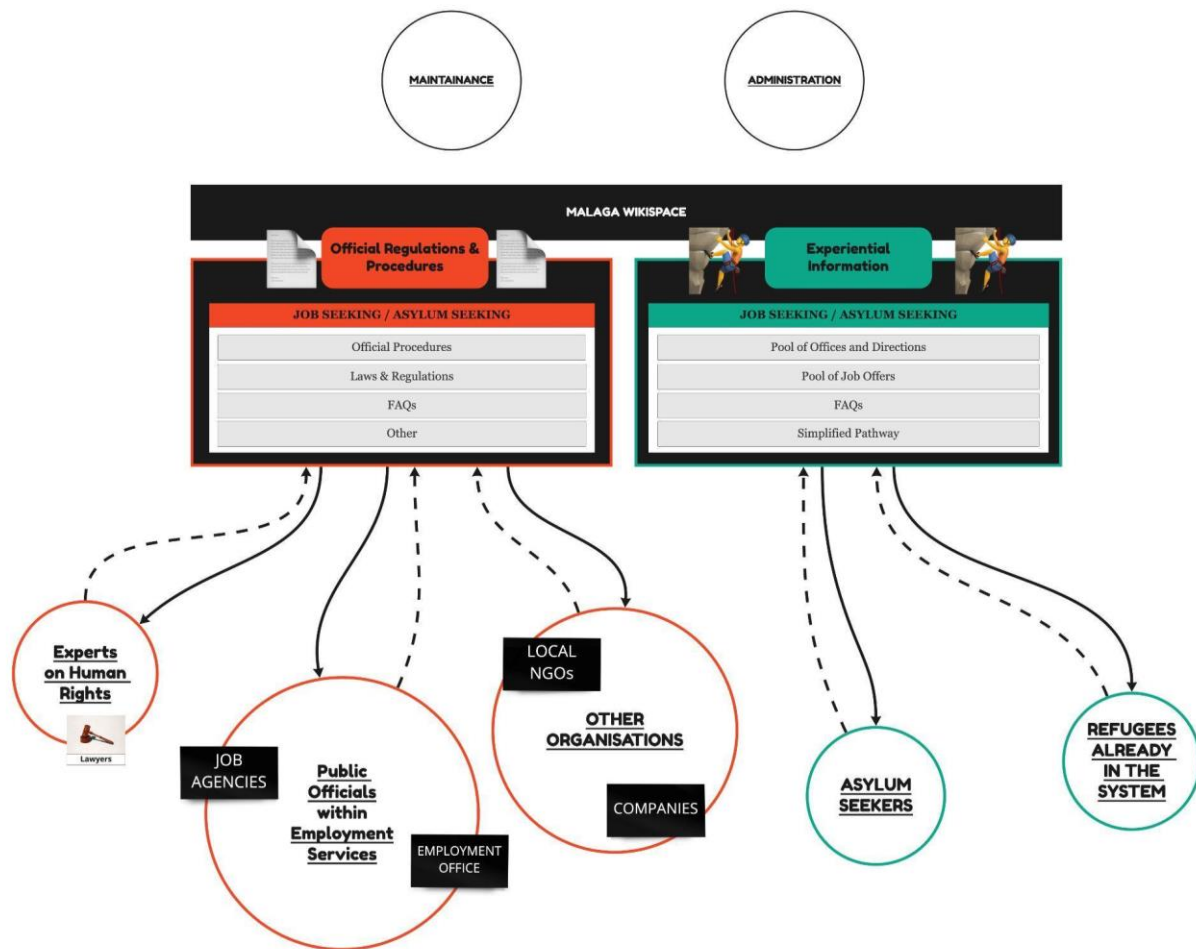 MAINTAINANCE
ADMINISTRATION
MALAGA WIKISPACE
Official Regulations &
Procedures
JOB SEEKING / ASYLUM SEEKING
Official Procedures
Laws & Regulations
FAQs
Other
Experiential
Information
JOB SEEKING / ASYLUM SEEKING
Pool of Offices and Directions
Pool of Job Offers
FAQs
Simplified Pathway
Experts
on Human
Rights
Lawyers
JOB
AGENCIES
Public
Officials
within
Employment
Services
EMPLOYMENT
OFFICE
LOCAL
NGOs
OTHER
ORGANISATIONS
COMPANIES
ASYLUM
SEEKERS
REFUGEES
ALREADY
IN THE
SYSTEM